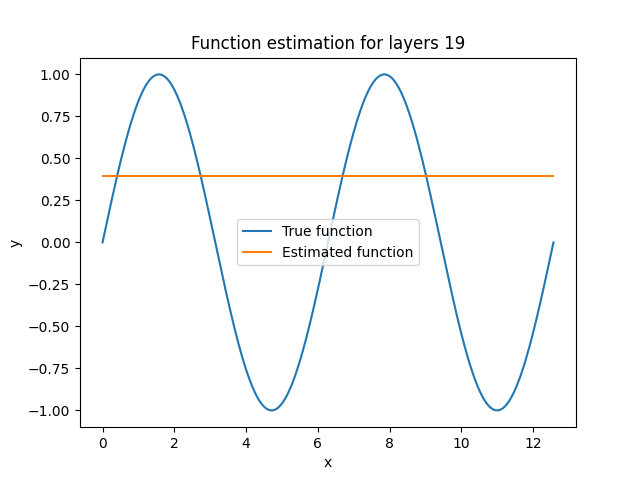 Function estimation for layers 19
1.00
0.75
0.50
0.25
0.00
−0.25
−0.50
−0.75
−1.00
y
True function
Estimated function
0 2 4 6 8 10 12
x